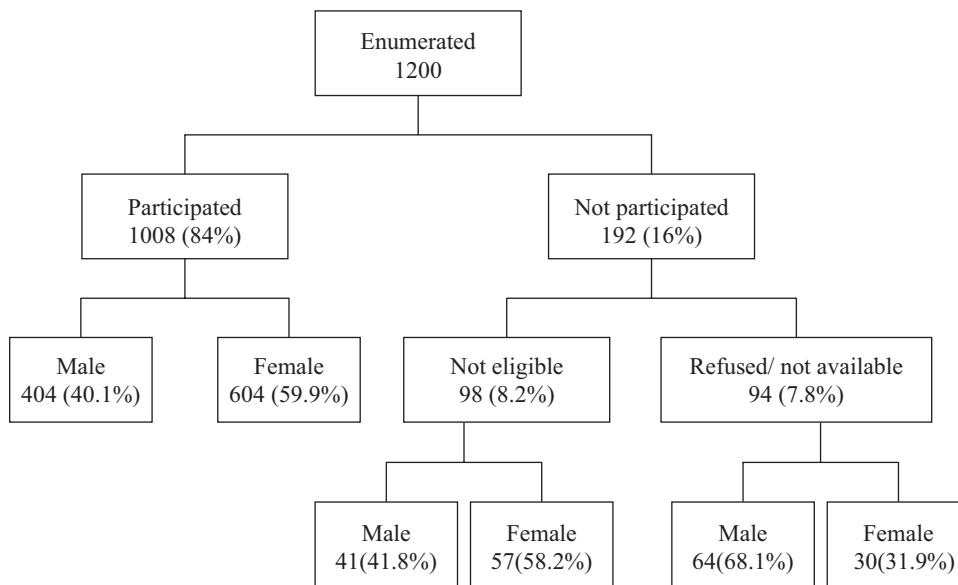 Enumerated
1200
Participated
1008 (84%)
Not participated
192 (16%)
Male
404 (40.1%)
Female
604 (59.9%)
Not eligible
98 (8.2%)
Refused/ not available
94 (7.8%)
Male
41(41.8%)
Female
57(58.2%)
Male
64(68.1%)
Female
30(31.9%)